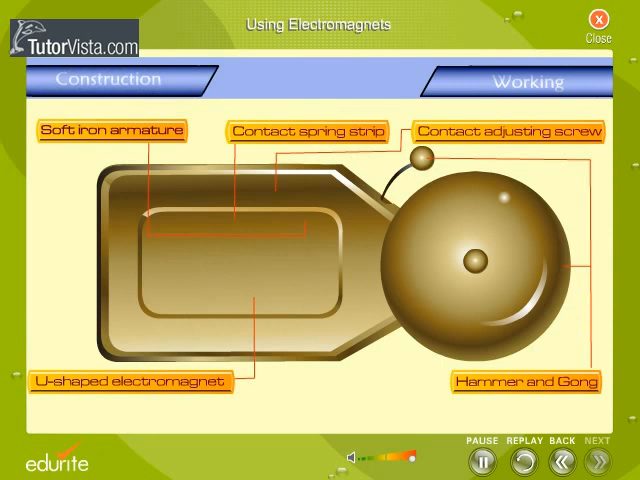 Using Electromagnets
Close
TutorVista.com
Construction
Working
Soft iron armature
Contact spring strip
Contact adjusting screw
U-shaped electromagnet
Hammer and Gong
PAUSE REPLAY BACK NEXT
edurite